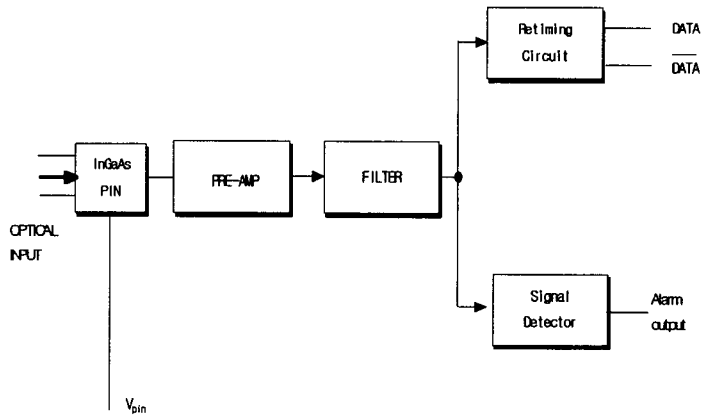 Retiming
Circuit
DATA
DATA
InGaAs
PIN
PRE-AMP
FILTER
OPTICAL
INPUT
Signal
Detector
Alarm
output
Vpin